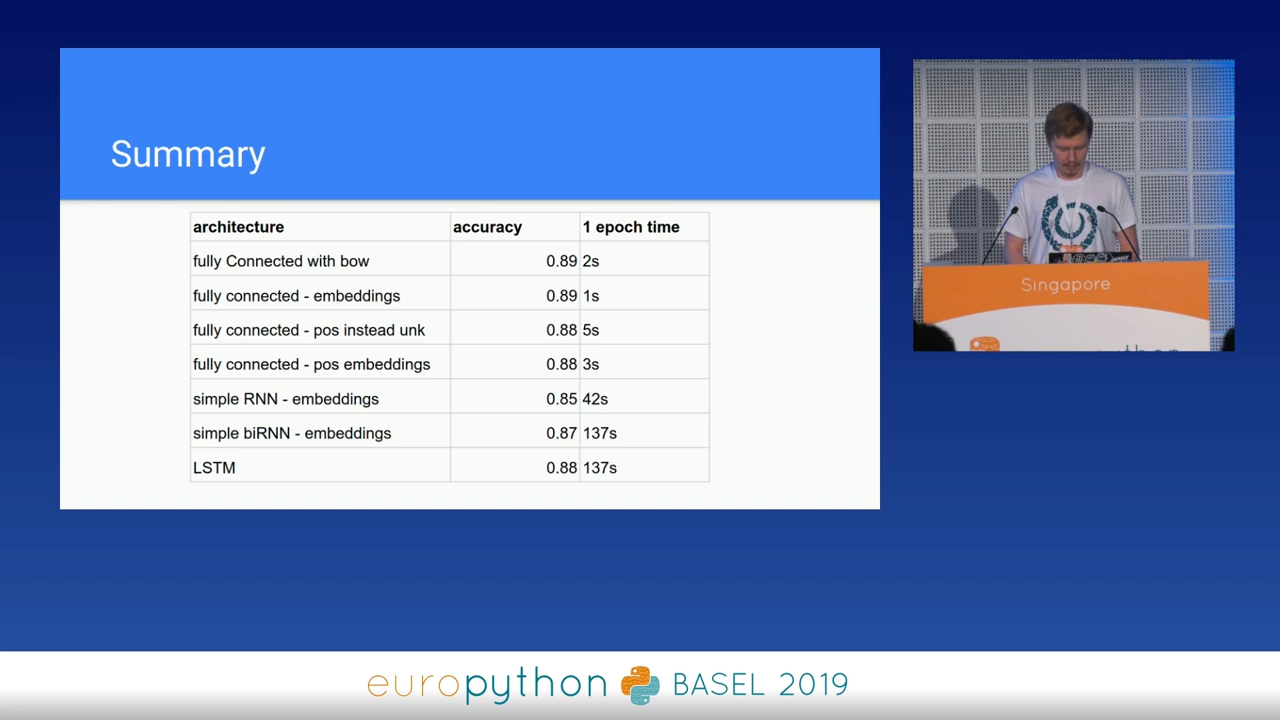 Summary
architecture accuracy 1 epoch time
fully Connected with bow 0.89 2s
fully connected - embeddings 0.89 1s
fully connected - pos instead unk 0.88 5s
fully connected - pos embeddings 0.88 3s
simple RNN - embeddings 0.85 42s
simple biRNN - embeddings 0.87 137s
LSTM 0.88 137s
Singapore
europython BASEL 2019